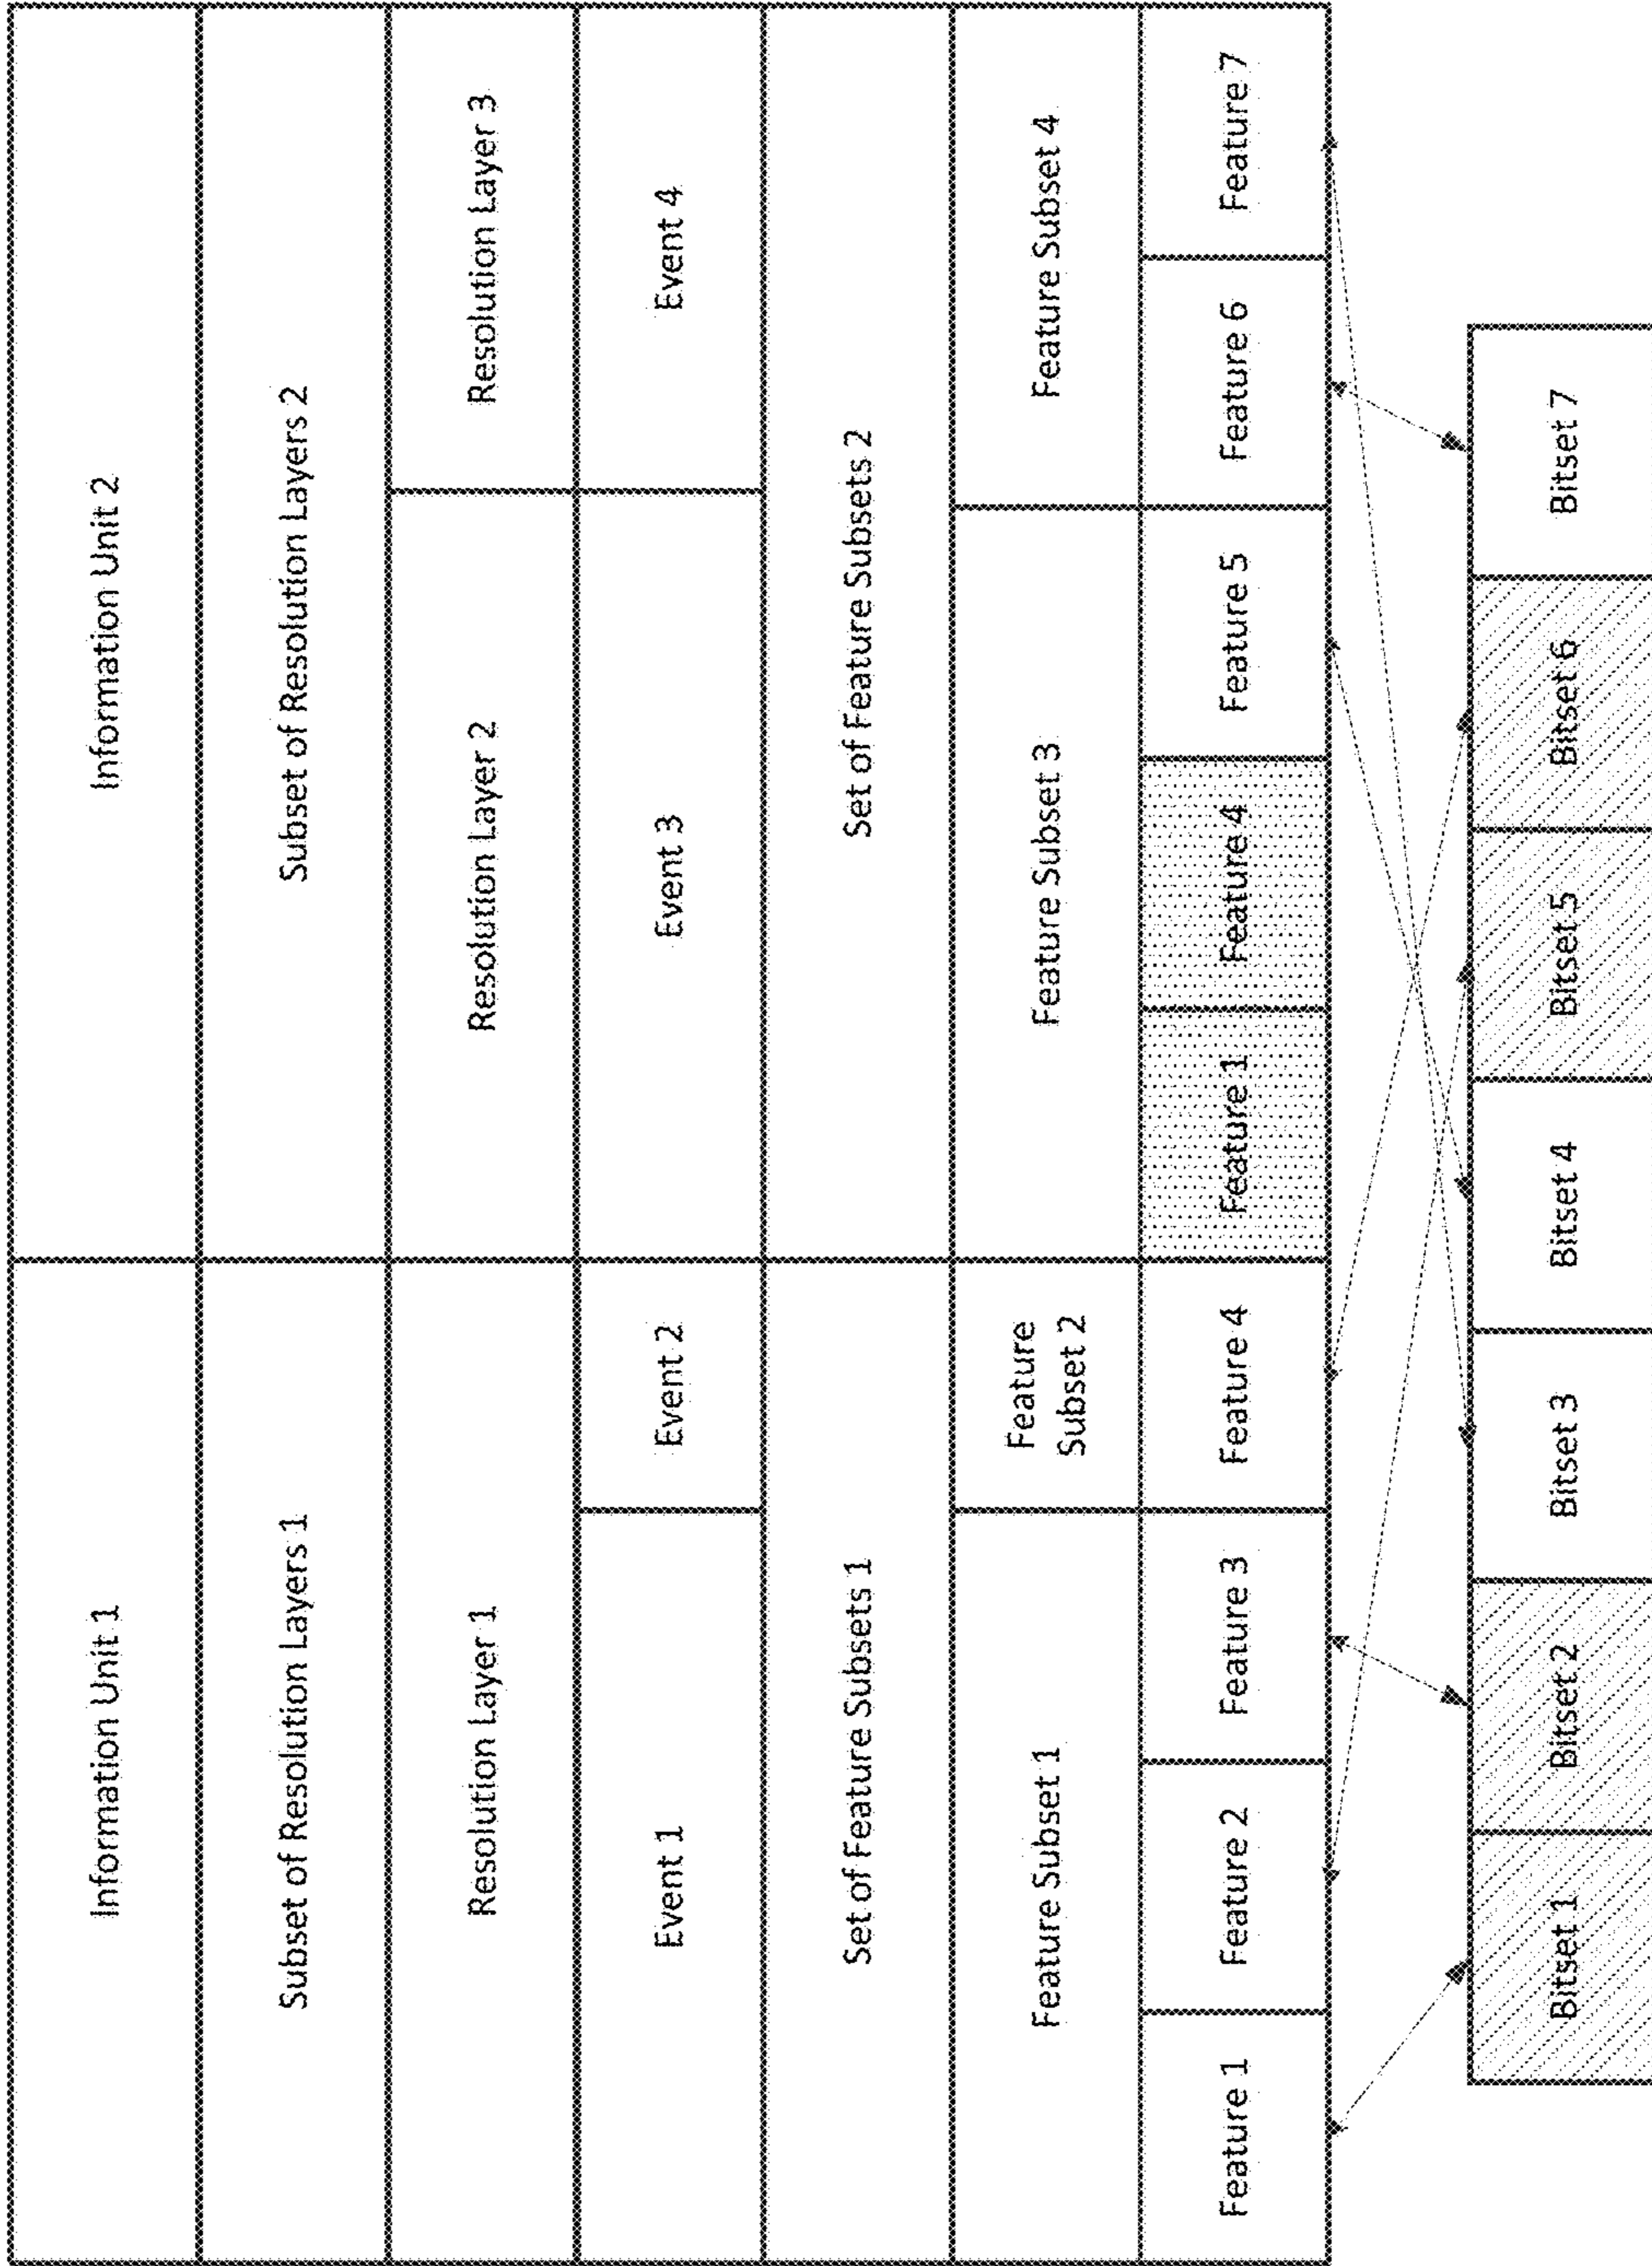 Information Unit 1
Information Unit 2
Subset of Resolution Layers 1
Subset of Resolution Layers 2
Resolution Layer 1
Resolution Layer 2
Resolution Layer 3
Event 1
Event 2
Event 3
Event 4
Set of Feature Subsets 1
Set of Feature Subsets 2
Feature Subset 1
Feature
Subset 2
Feature Subset 3
Feature Subset 4
Feature 1
Feature 2
Feature 3
Feature 4
Feature 1
Feature 4
Feature 5
Feature 6
Feature 7
Bitset 1
Bitset 2
Bitset 3
Bitset 4
Bitset 5
Bitset 6
Bitset 7